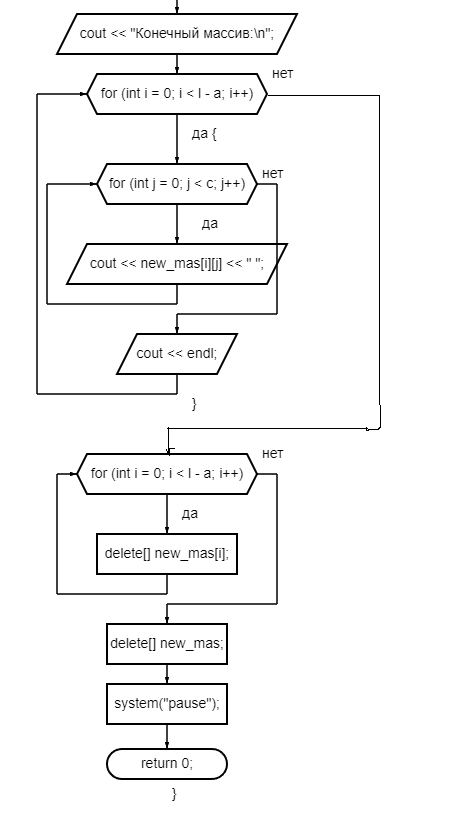 cout << "Конечный массив:\n";
нет
for (int i = 0; i < l - a; i++)
да {
нет
for (int j = 0; j < c; j++)
да
cout << new_mas[i][j] << " ";
cout << endl;
}
нет
for (int i = 0; i < l - a; i++)
да
delete[] new_mas[i];
delete[] new_mas;
system("pause");
return 0;
}